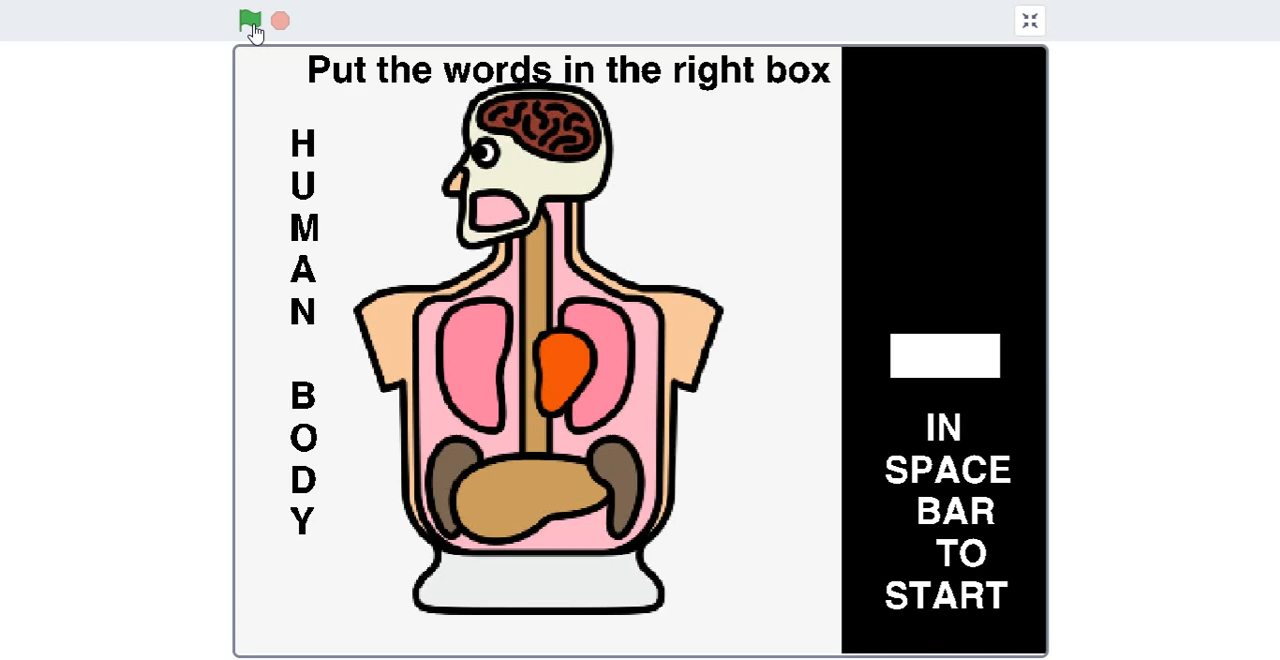 Put the words in the right box
H
U
M
A
N
B
O
D
Y
IN
SPACE
BAR
TO
START